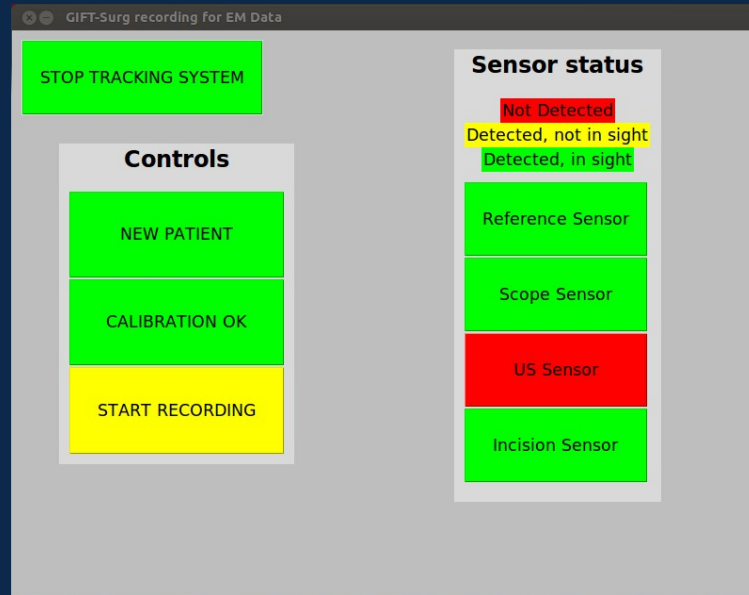 GIFT-Surg recording for EM Data
STOP TRACKING SYSTEM
Controls
NEW PATIENT
CALIBRATION OK
START RECORDING
Sensor status
Not Detected
Detected, not in sight
Detected, in sight
Reference Sensor
Scope Sensor
US Sensor
Incision Sensor